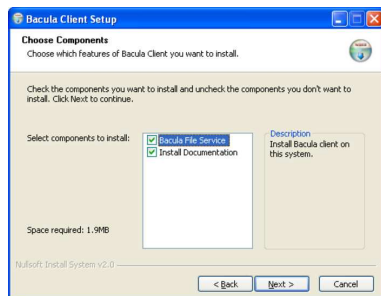 Bacula Client Setup
Choose Components
Choose which features of Bacula Client you want to install.
Check the components you want to install and uncheck the components you don't want to
install. Click Next to continue.
Select components to install:
Bacula File Service
Install Documentation
Description
Install Bacula client on
this system.
Space required: 1.9MB
Nullsoft Install System v2.0
< Back
Next >
Cancel